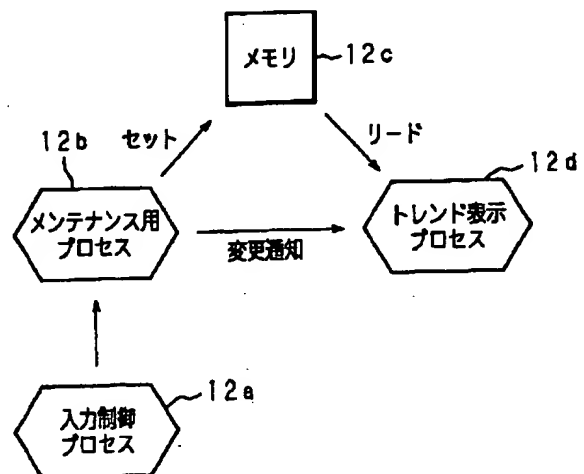 メモリ
12c
セット
リード
12b
12d
メンテナンス用
プロセス
変更通知
トレンド表示
プロセス
12a
入力制御
プロセス